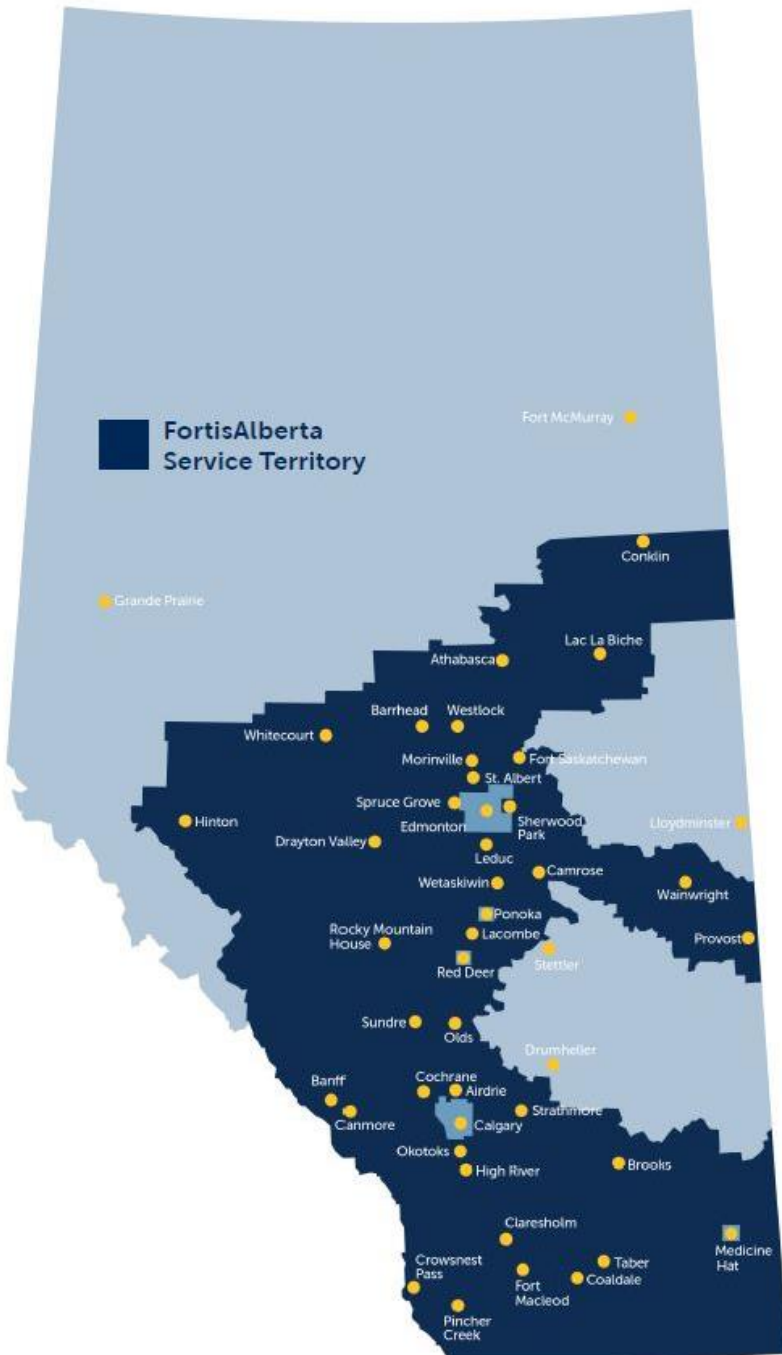 FortisAlberta
Service Territory
Fort McMurray
Conklin
Grande Prairie
Lac La Biche
Athabasca
Barrhead
Westlock
Whitecourt
Morinville
Fort Saskatchewan
St. Albert
Spruce Grove
Hinton
Edmonton
Sherwood
Park
Lloydminster
Drayton Valley
Leduc
Camrose
Wetaskiwin
Wainwright
Ponoka
Rocky Mountain
House
Lacombe
Provost
Red Deer
Stettler
Sundre
Olds
Drumheller
Cochrane
Banff
Airdrie
Canmore
Strathmore
Calgary
Okotoks
High River
Brooks
Claresholm
Medicine
Hat
Crowsnest
Pass
Taber
Fort
Macleod
Coaldale
Pincher
Creek